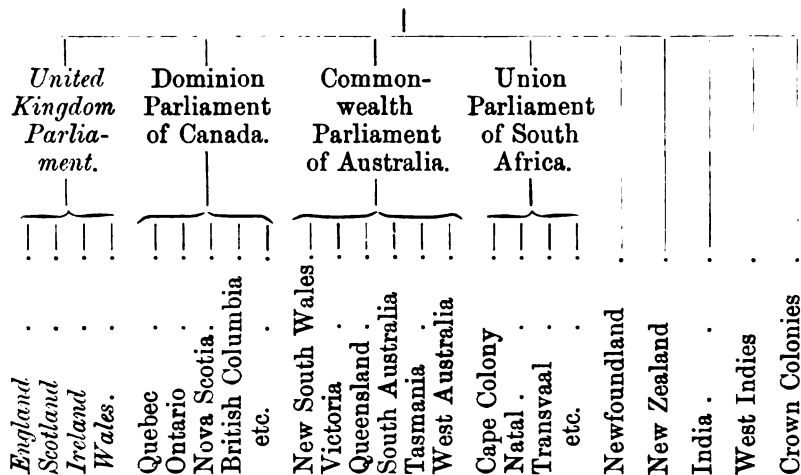 United
Kingdom
Parlia-
ment.
Dominion
Parliament
of Canada.
Common-
wealth
Parliament
of Australia.
Union
Parliament
of South
Africa.
England
Scotland
Ireland
Wales.
Quebec
Ontario
Nova Scotia.
British Columbia
etc.
New South Wales.
Victoria
Queensland.
South Australia
Tasmania
West Australia
Cape Colony
Natal.
Transvaal
etc.
Newfoundland
New Zealand
India.
West Indies
Crown Colonies